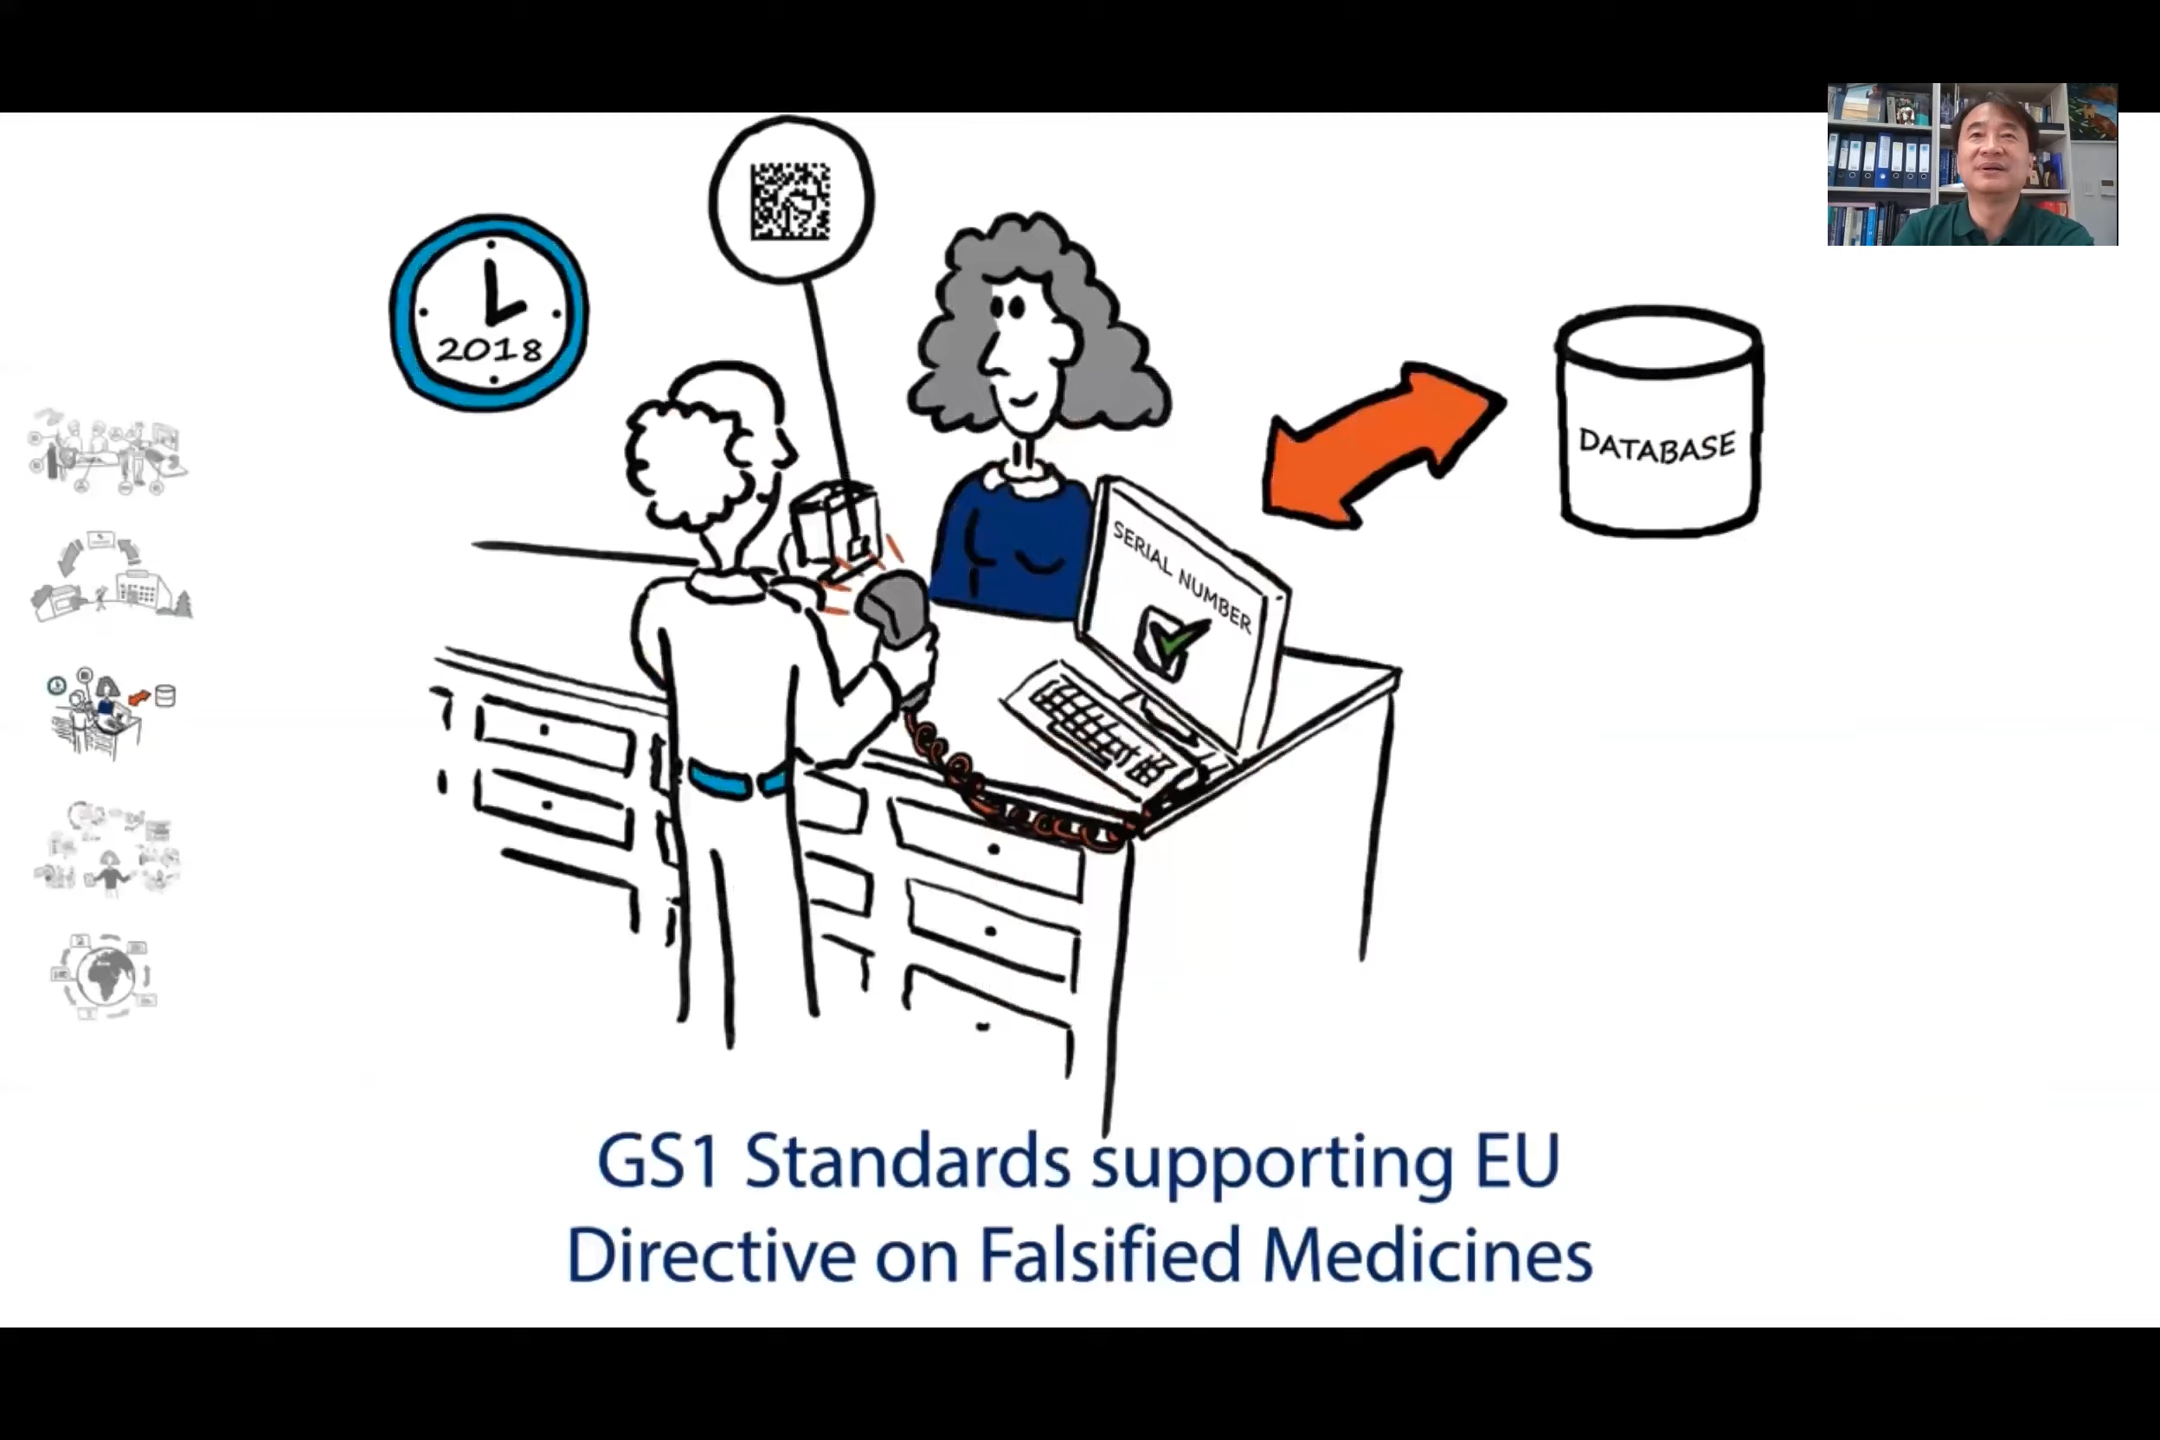 2018
DATABASE
SERIAL NUMBER
GS1 Standards supporting EU
Directive on Falsified Medicines